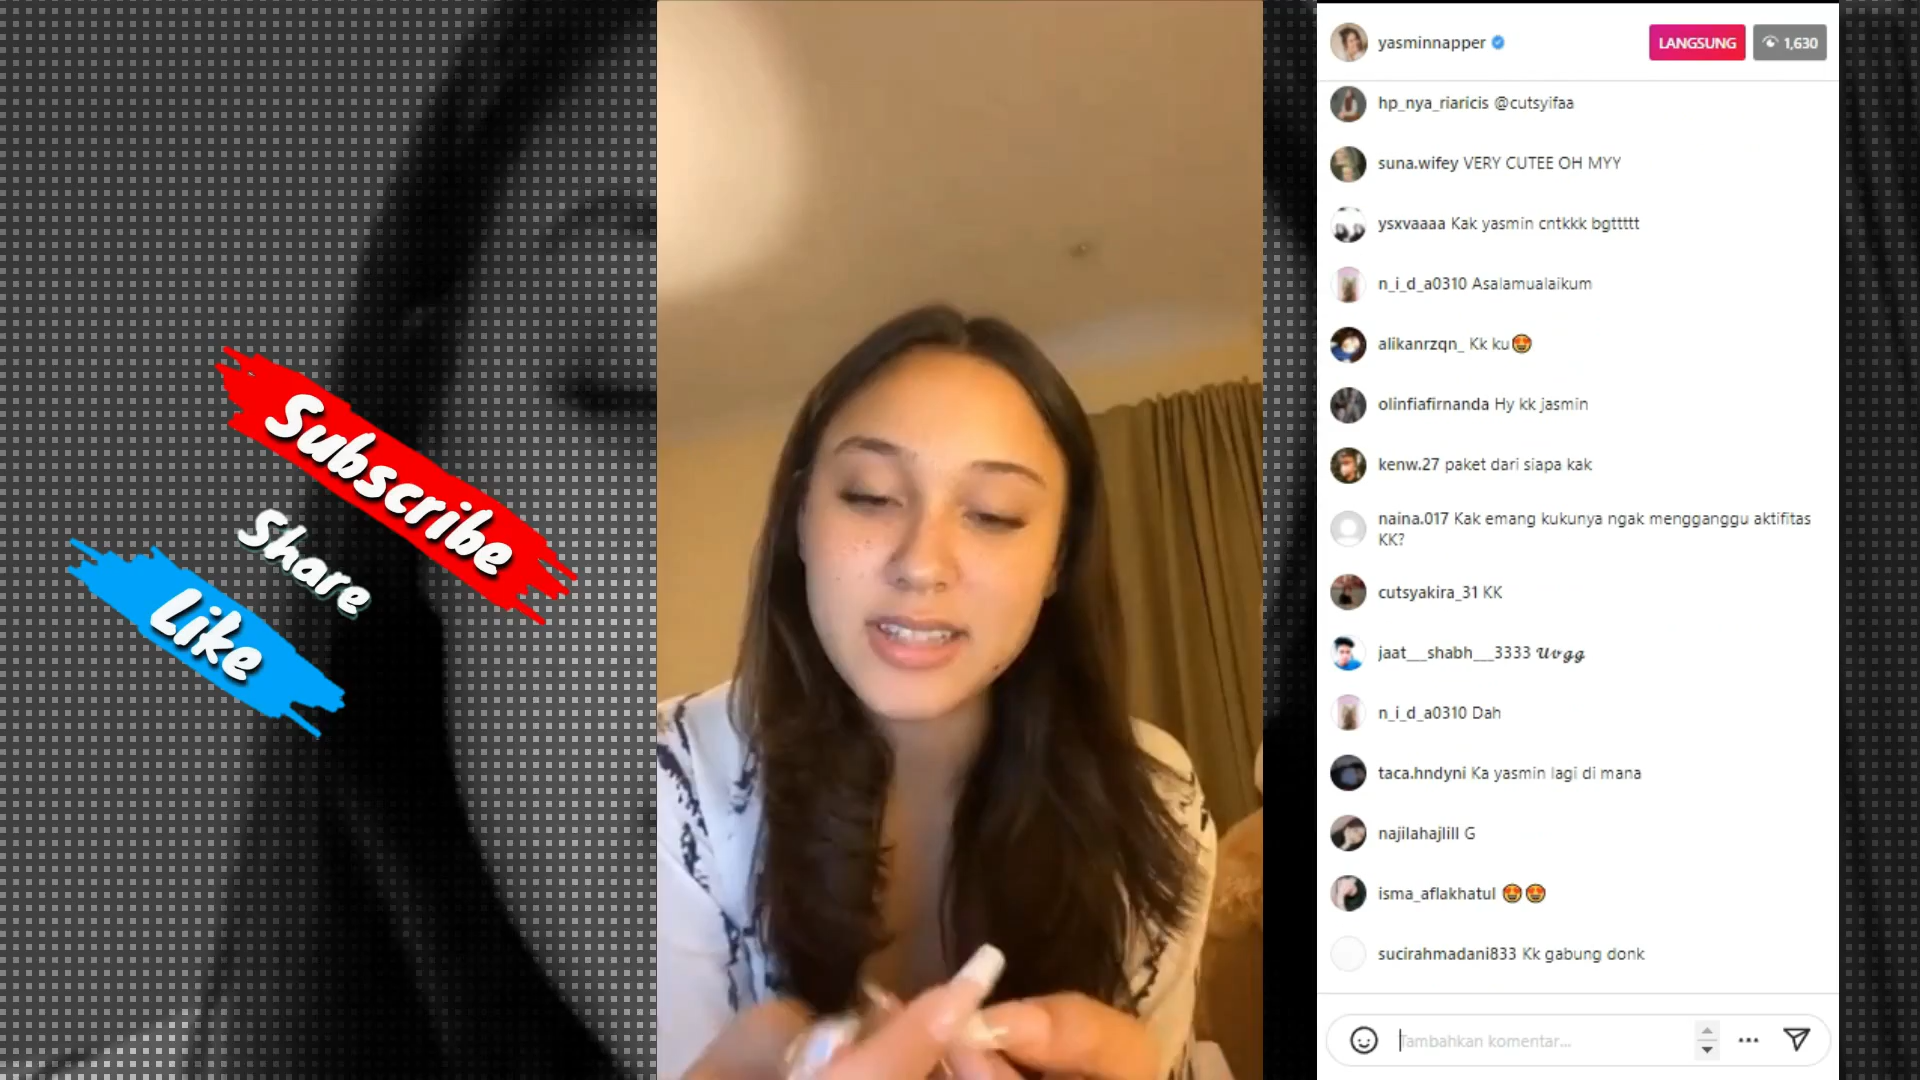 Subscribe
Share
Like
yasminnapper
LANGSUNG
1,630
hp_nya_riaricis @cutsyifaa
suna.wifey VERY CUTEE OH MYY
ysxvaaaa Kak yasmin cntkkk bgttttt
n_i_d_a0310 Asalamualaikum
alikanrzqn_ Kk ku😍
olinfiafirnanda Hy kk jasmin
kenw.27 paket dari siapa kak
naina.017 Kak emang kukunya ngak mengganggu aktifitas
KK?
cutsyakira_31 KK
jaat___shabh___3333 𝓤𝓿𝓰𝓰
n_i_d_a0310 Dah
taca.hndyni Ka yasmin lagi di mana
najilahajlill G
isma_aflakhatul 😍😍
sucirahmadani833 Kk gabung donk
Tambahkan komentar...